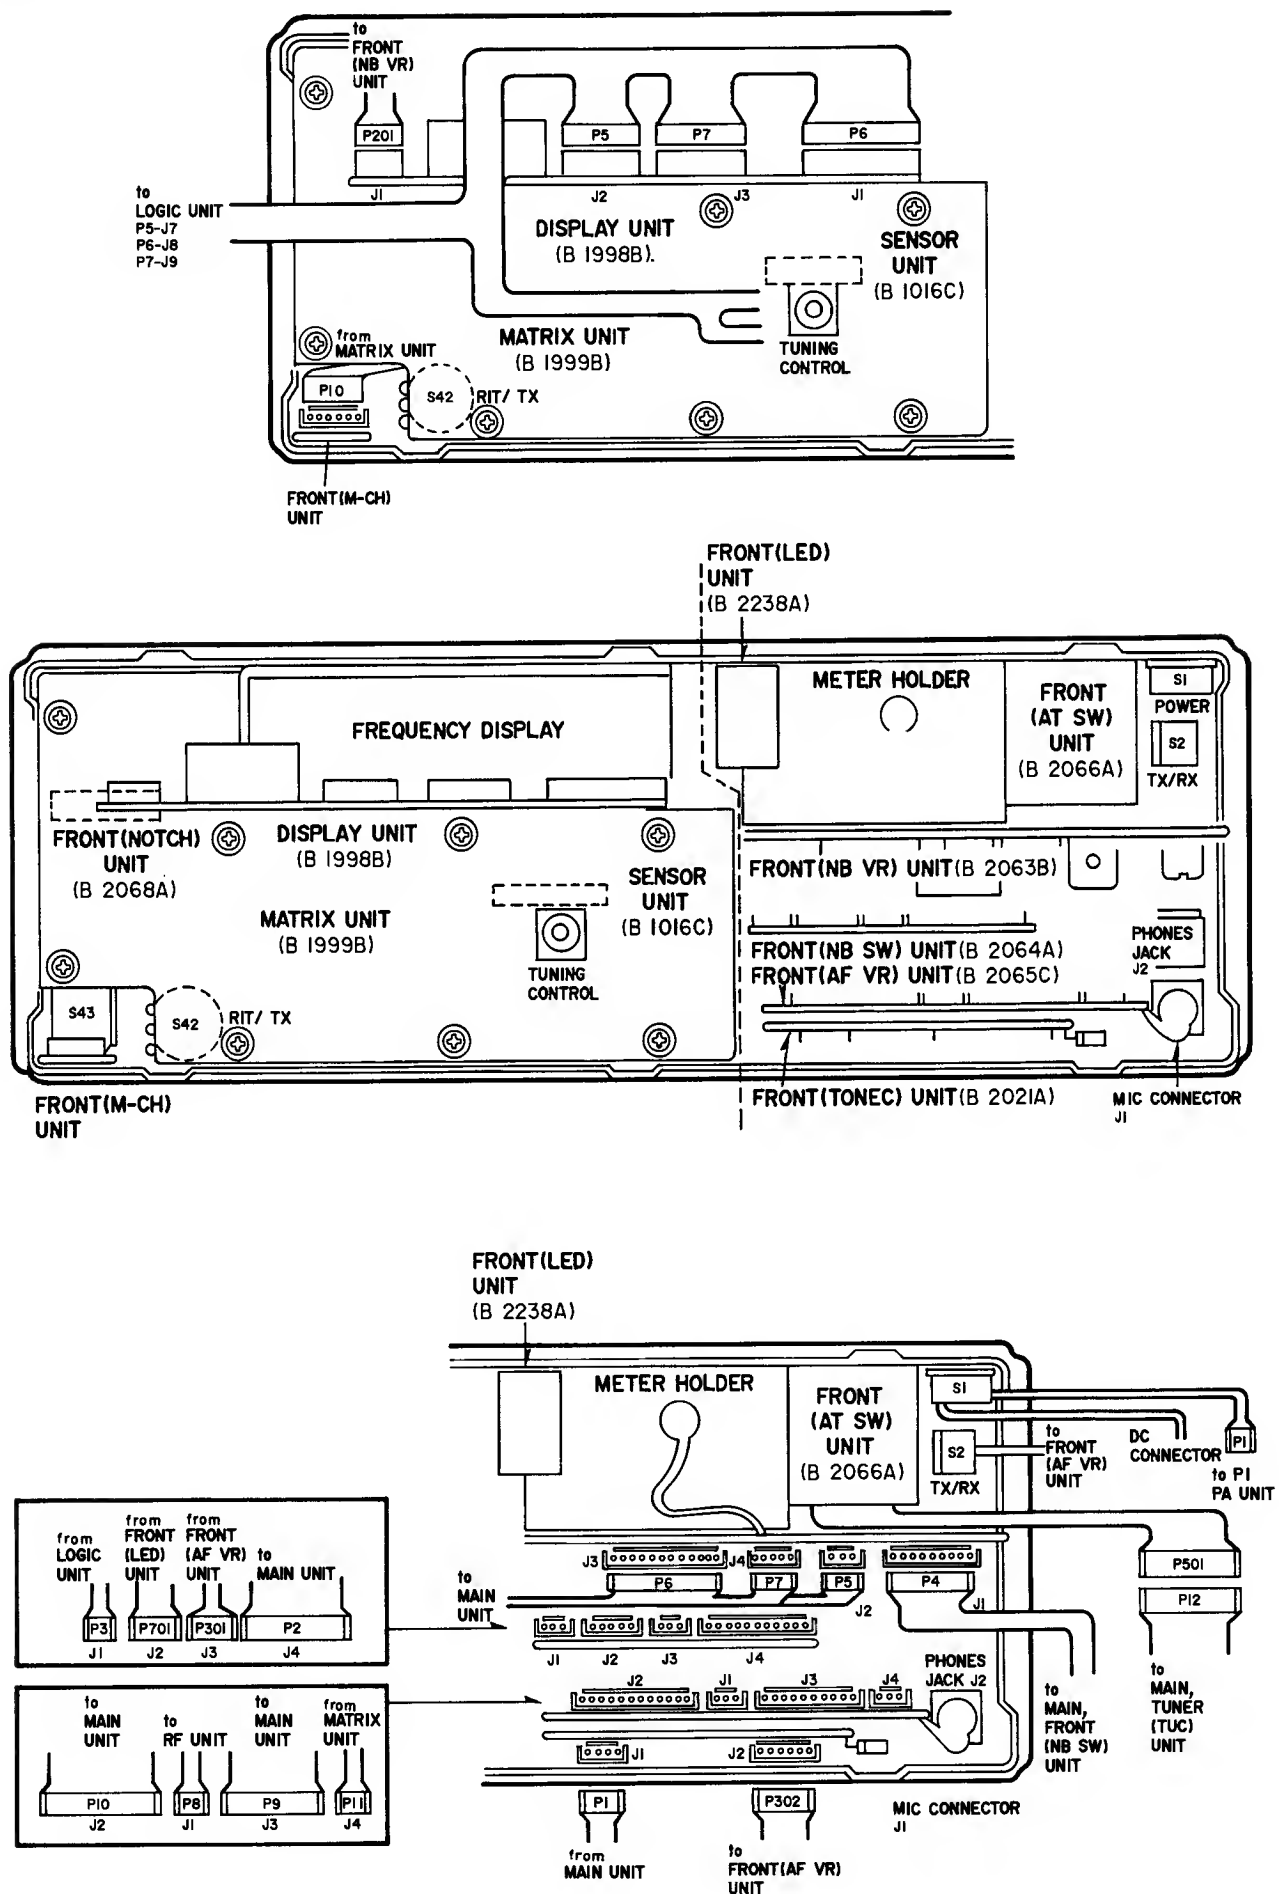 to
FRONT
(NB VR)
UNIT
P201
P5
P7
P6
J1
J2
J3
J1
to
LOGIC UNIT
P5-J7
P6-J8
P7-J9
DISPLAY UNIT
(B 1998B).
SENSOR
UNIT
(B 1016C)
from
MATRIX UNIT
MATRIX UNIT
(B 1999B)
TUNING
CONTROL
P10
S42
RIT/ TX
FRONT(M-CH)
UNIT
FRONT(LED)
UNIT
(B 2238A)
METER HOLDER
FRONT
(AT SW)
UNIT
(B 2066A)
S1
POWER
S2
TX/RX
FREQUENCY DISPLAY
FRONT(NOTCH)
UNIT
(B 2068A)
DISPLAY UNIT
(B 1998B)
SENSOR
UNIT
(B 1016C)
MATRIX UNIT
(B 1999B)
TUNING
CONTROL
FRONT(NB VR) UNIT(B 2063B)
FRONT(NB SW) UNIT(B 2064A)
FRONT(AF VR) UNIT(B 2065C)
PHONES
JACK
J2
S43
S42
RIT/ TX
FRONT(M-CH)
UNIT
FRONT(TONEC) UNIT(B 2021A)
MIC CONNECTOR
J1
FRONT(LED)
UNIT
(B 2238A)
METER HOLDER
FRONT
(AT SW)
UNIT
(B 2066A)
S1
S2
TX/RX
to
FRONT
(AF VR)
UNIT
DC
CONNECTOR
P1
to P1
PA UNIT
from
LOGIC
UNIT
from
FRONT
(LED)
UNIT
from
FRONT
(AF VR)
UNIT
to
MAIN UNIT
P3
P701
P301
P2
J1
J2
J3
J4
to
MAIN
UNIT
J3
J4
P6
P7
P5
P4
J2
J1
P501
P12
J1
J2
J3
J4
J2
J1
J3
J4
PHONES
JACK J2
to
MAIN,
FRONT
(NB SW)
UNIT
to
MAIN,
TUNER
(TUC)
UNIT
to
MAIN
UNIT
to
RF UNIT
to
MAIN
UNIT
from
MATRIX
UNIT
P10
P8
P9
P11
J2
J1
J3
J4
J1
J2
P1
P302
from
MAIN UNIT
to
FRONT(AF VR)
UNIT
MIC CONNECTOR
J1